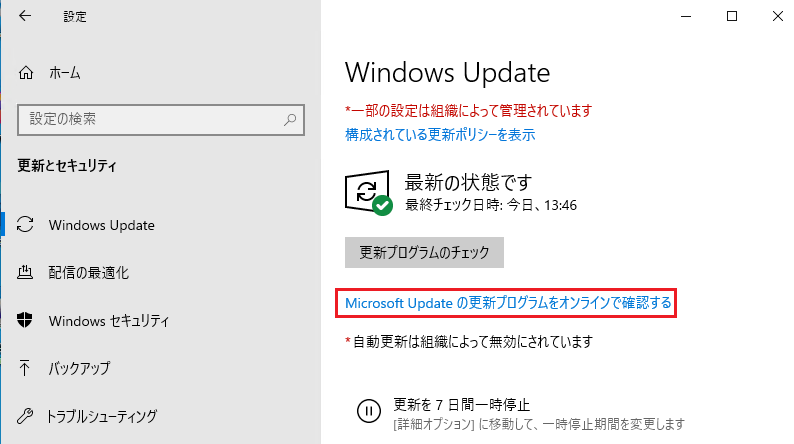 設定
ホーム
設定の検索
更新とセキュリティ
Windows Update
配信の最適化
Windows セキュリティ
バックアップ
トラブルシューティング
Windows Update
*一部の設定は組織によって管理されています
構成されている更新ポリシーを表示
最新の状態です
最終チェック日時: 今日、13:46
更新プログラムのチェック
Microsoft Update の更新プログラムをオンラインで確認する
*自動更新は組織によって無効にされています
更新を 7 日間一時停止
[詳細オプション] に移動して、一時停止期間を変更します